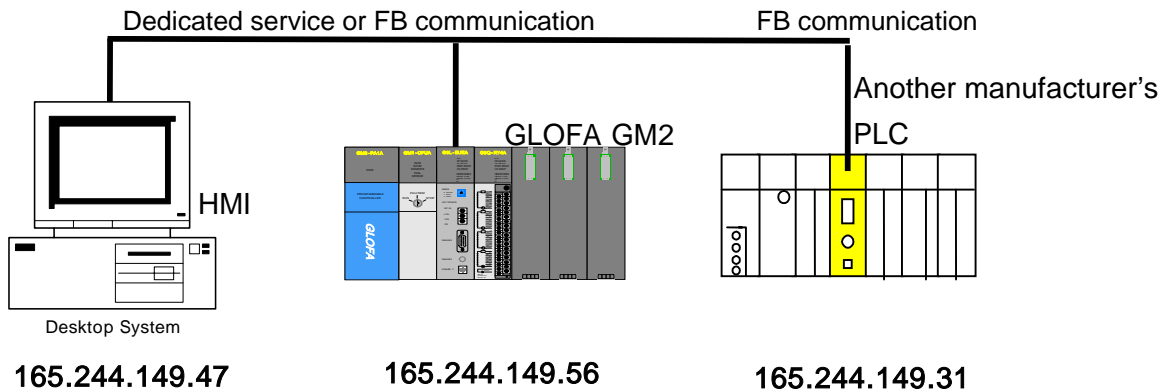 Dedicated service or FB communication
FB communication
Another manufacturer's
PLC
GLOFA GM2
HMI
GLOFA
Desktop System
165.244.149.47
165.244.149.56
165.244.149.31